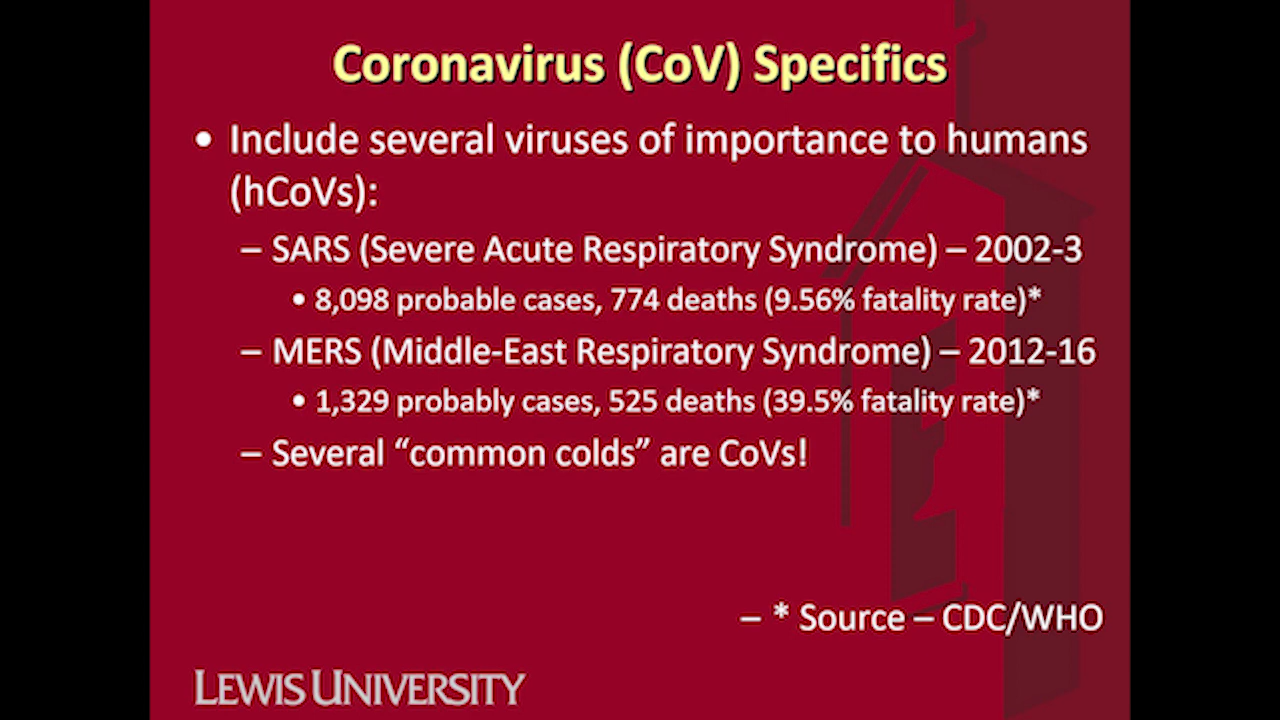 Coronavirus (CoV) Specifics
• Include several viruses of importance to humans
(hCoVs):
– SARS (Severe Acute Respiratory Syndrome) – 2002-3
• 8,098 probable cases, 774 deaths (9.56% fatality rate)*
– MERS (Middle-East Respiratory Syndrome) – 2012-16
• 1,329 probably cases, 525 deaths (39.5% fatality rate)*
– Several “common colds” are CoVs!
– * Source – CDC/WHO
LEWIS UNIVERSITY